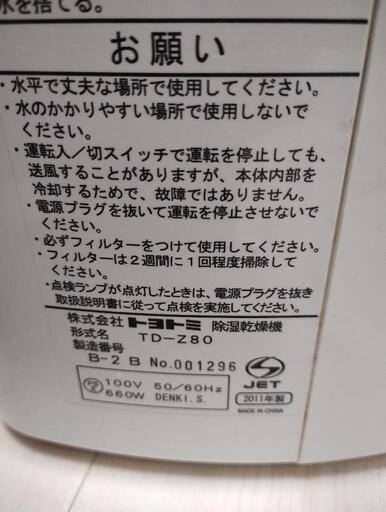 水を捨てる。
お願い
・水平で丈夫な場所で使用してください。
・水のかかりやすい場所で使用しないで
ください。
・運転入／切スイッチで運転を停止しても、
送風することがありますが、本体内部を
冷却するためで、故障ではありません。
・電源プラグを抜いて運転を停止させないで
ください。
・必ずフィルターをつけて使用してください。
・フィルターは2週間に1回程度掃除して
ください。
・点検ランプが点灯したときは、電源プラグを抜き
取扱説明書に従って点検を実施してください。
株式会社トヨトミ 除湿乾燥機
形式名 TD-Z80
製造番号
B-2 B No.001296
PSE 100V 50/60Hz
660W DENKI.S.
JET
2011年製
MADE IN CHINA